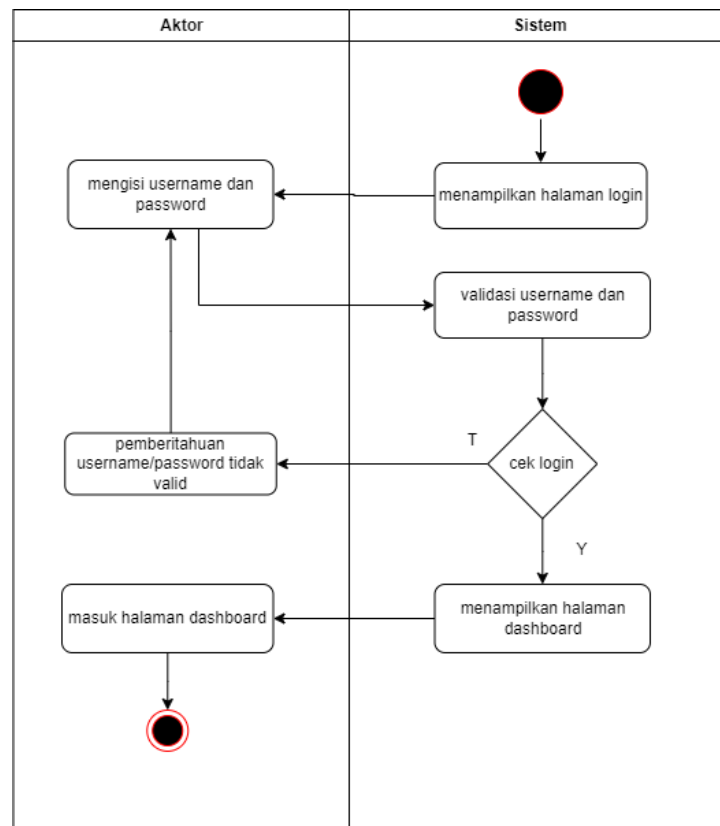 Aktor
Sistem
mengisi username dan
password
menampilkan halaman login
validasi username dan
password
pemberitahuan
username/password tidak
valid
T
cek login
Y
masuk halaman dashboard
menampilkan halaman
dashboard